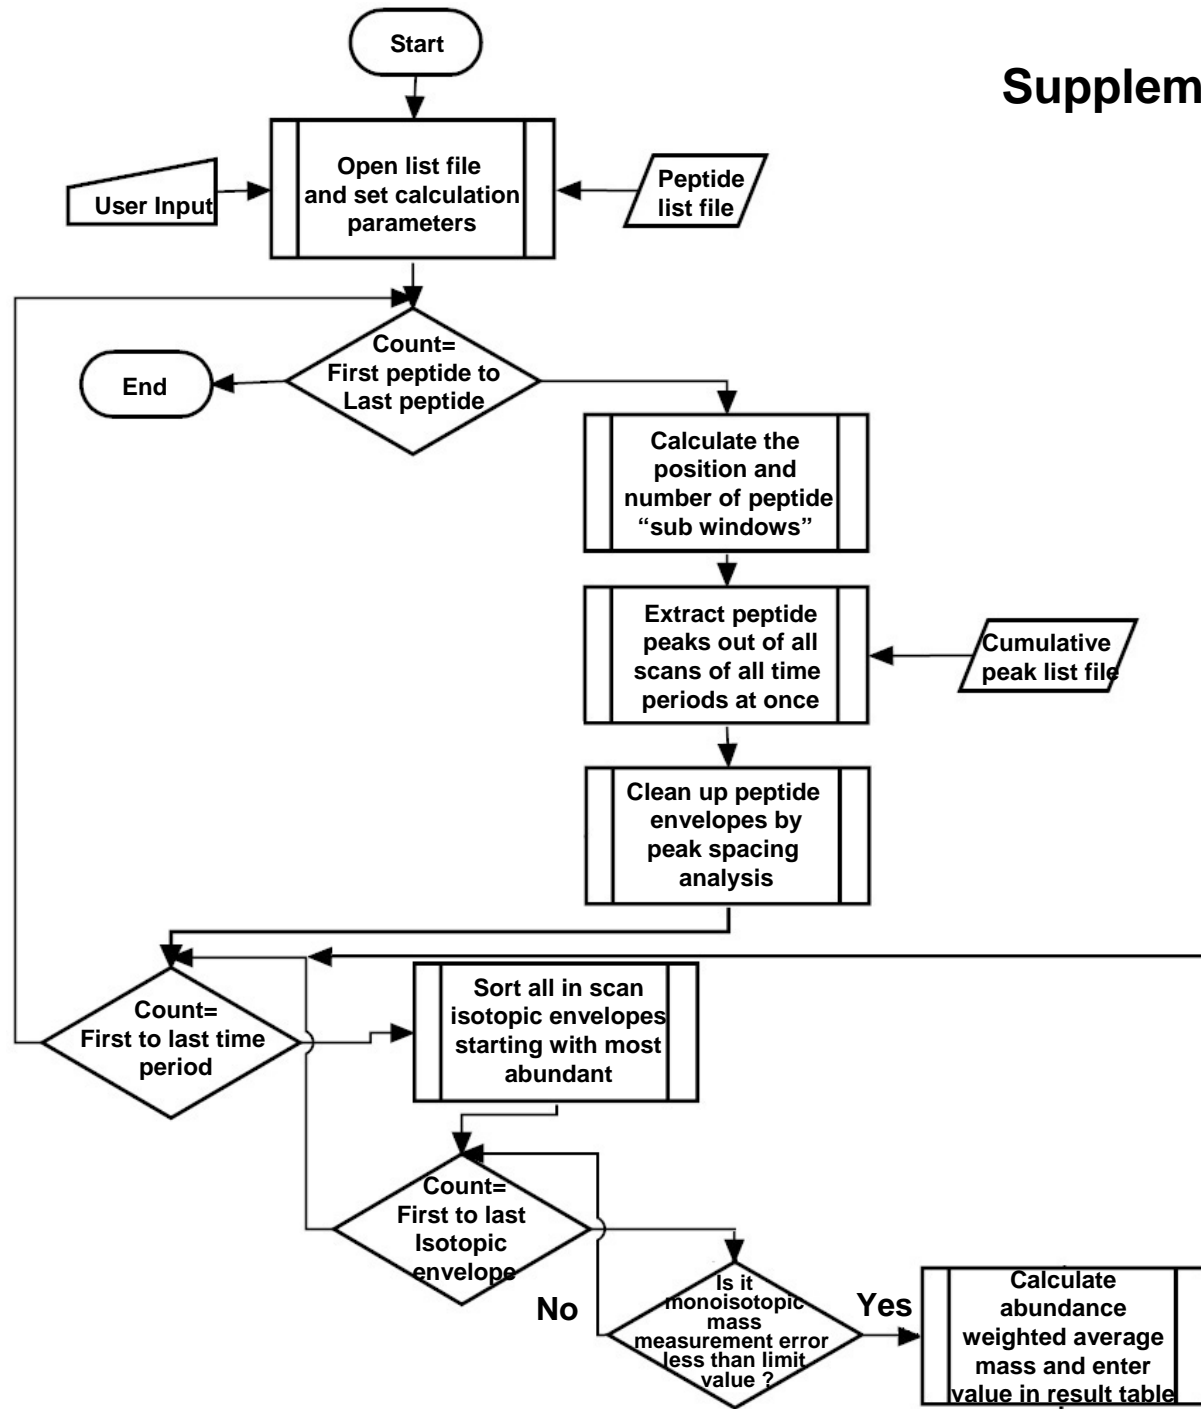 Start
Supplem
Open list file
and set calculation
parameters
User Input
Peptide
list file
Count=
First peptide to
Last peptide
End
Calculate the
position and
number of peptide
“sub windows”
Extract peptide
peaks out of all
scans of all time
periods at once
Cumulative
peak list file
Clean up peptide
envelopes by
peak spacing
analysis
Count=
First to last time
period
Sort all in scan
isotopic envelopes
starting with most
abundant
Count=
First to last
Isotopic
envelope
No
Is it
monoisotopic
mass
measurement error
less than limit
value ?
Yes
Calculate
abundance
weighted average
mass and enter
value in result table